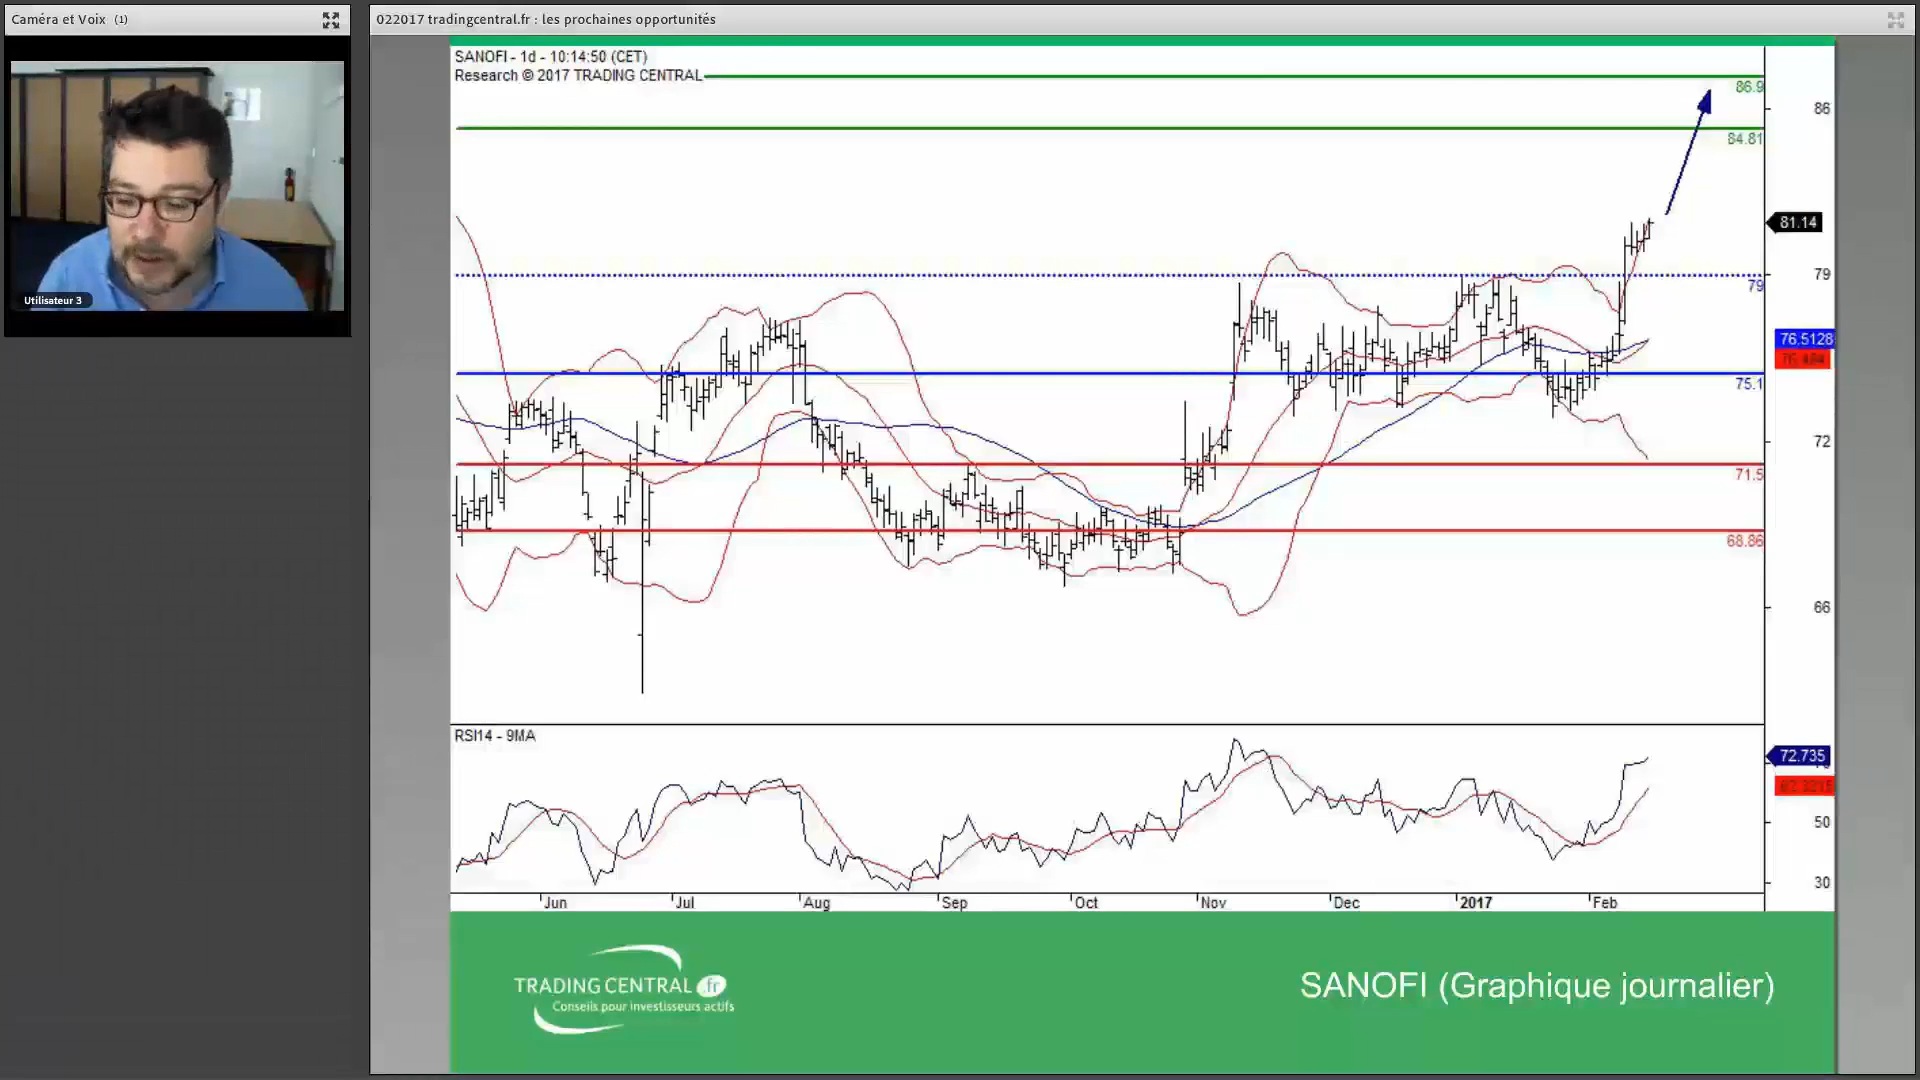 Caméra et Voix (1)
Utilisateur 3
022017 tradingcentral.fr : les prochaines opportunités
SANOFI - 1d - 10:14:50 (CET)
Research © 2017 TRADING CENTRAL
86.9
86
84.81
81.14
79
79
76.5128
75.1
72
71.5
68.86
66
RSI14 - 9MA
72.735
50
30
Jun Jul Aug Sep Oct Nov Dec 2017 Feb
TRADING CENTRAL .fr
Conseils pour investisseurs actifs
SANOFI (Graphique journalier)